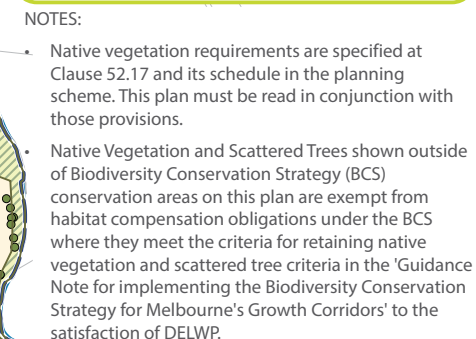 NOTES:
• Native vegetation requirements are specified at
Clause 52.17 and its schedule in the planning
scheme. This plan must be read in conjunction with
those provisions.
• Native Vegetation and Scattered Trees shown outside
of Biodiversity Conservation Strategy (BCS)
conservation areas on this plan are exempt from
habitat compensation obligations under the BCS
where they meet the criteria for retaining native
vegetation and scattered tree criteria in the 'Guidance
Note for implementing the Biodiversity Conservation
Strategy for Melbourne's Growth Corridors' to the
satisfaction of DELWP.